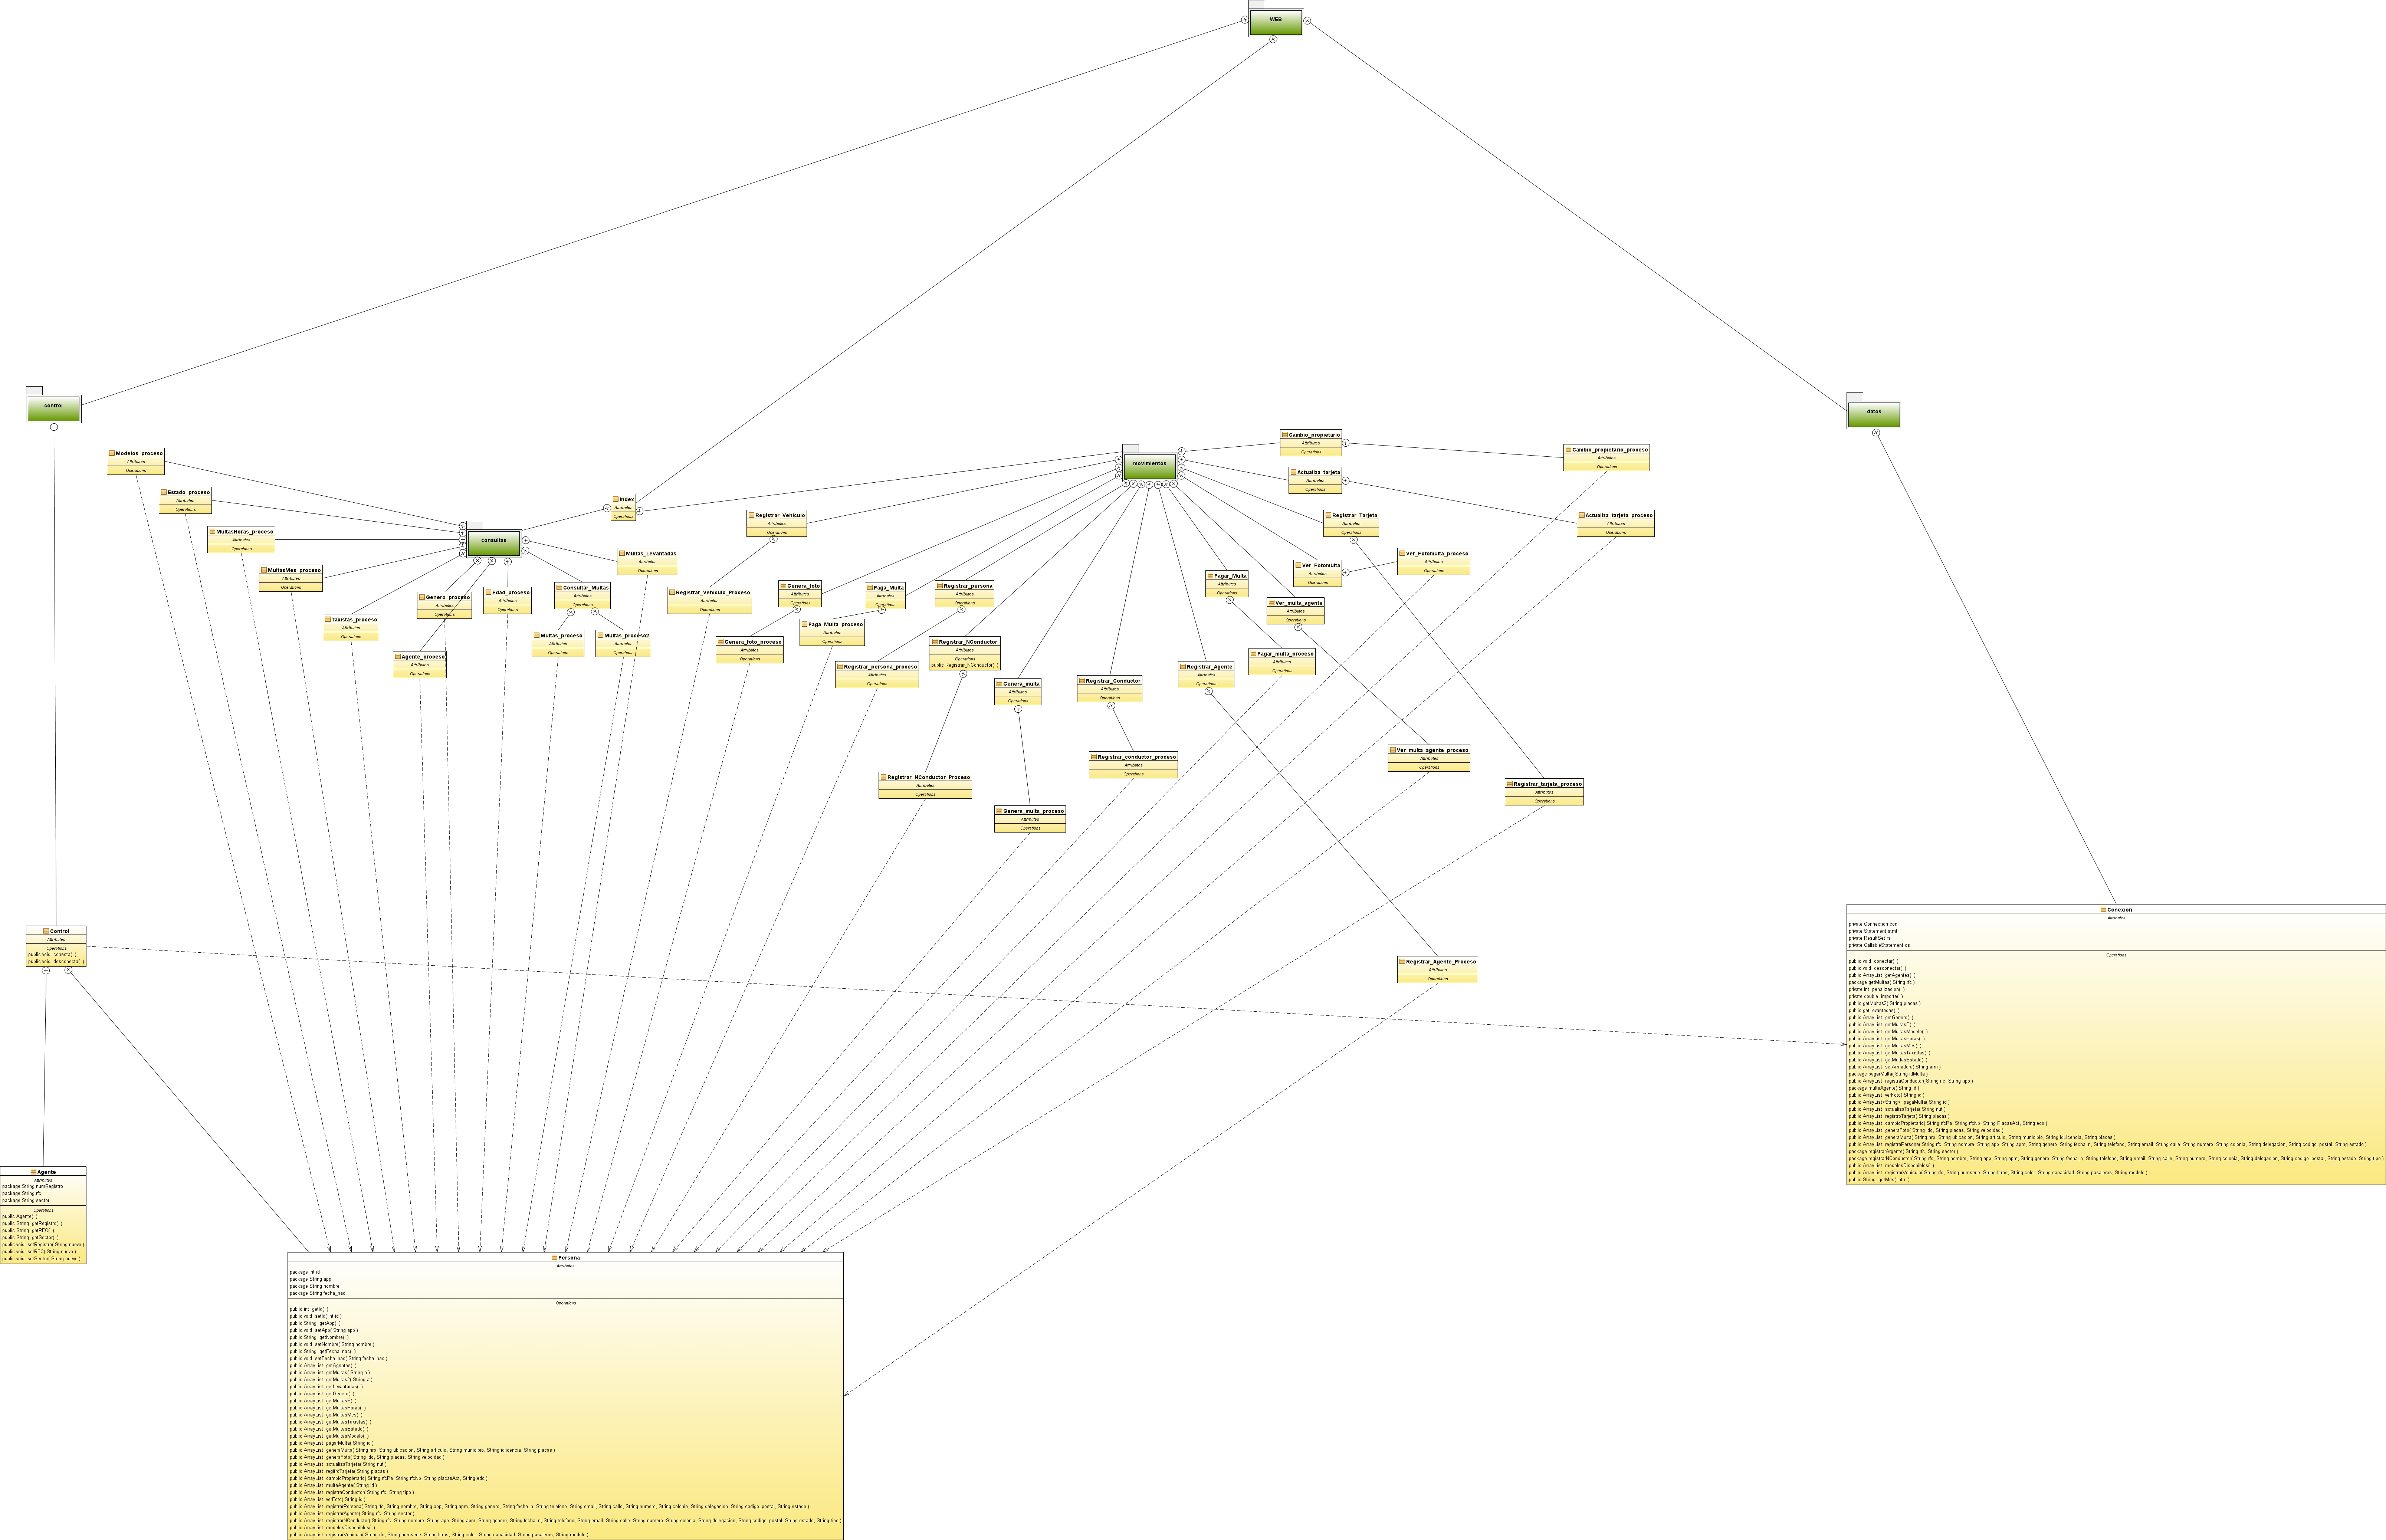 WEB
control
datos
movimientos
Cambio_propietario
Attributes
Operations
Cambio_propietario_proceso
Attributes
Operations
Modelos_proceso
Attributes
Operations
Actualiza_tarjeta
Attributes
Operations
Estado_proceso
Attributes
Operations
index
Attributes
Operations
Registrar_Vehiculo
Attributes
Operations
Registrar_Tarjeta
Attributes
Operations
Actualiza_tarjeta_proceso
Attributes
Operations
MultasHoras_proceso
Attributes
Operations
consultas
Multas_Levantadas
Attributes
Operations
Ver_Fotomulta_proceso
Attributes
Operations
Ver_Fotomulta
Attributes
Operations
MultasMes_proceso
Attributes
Operations
Pagar_Multa
Attributes
Operations
Genero_proceso
Attributes
Operations
Edad_proceso
Attributes
Operations
Consultar_Multas
Attributes
Operations
Registrar_Vehiculo_Proceso
Attributes
Operations
Genera_foto
Attributes
Operations
Paga_Multa
Attributes
Operations
Registrar_persona
Attributes
Operations
Ver_multa_agente
Attributes
Operations
Taxistas_proceso
Attributes
Operations
Paga_Multa_proceso
Attributes
Operations
Multas_proceso
Attributes
Operations
Multas_proceso2
Attributes
Operations
Genera_foto_proceso
Attributes
Operations
Registrar_NConductor
Attributes
Operations
public Registrar_NConductor( )
Agente_proceso
Attributes
Operations
Registrar_persona_proceso
Attributes
Operations
Registrar_Agente
Attributes
Operations
Pagar_multa_proceso
Attributes
Operations
Genera_multa
Attributes
Operations
Registrar_Conductor
Attributes
Operations
Registrar_conductor_proceso
Attributes
Operations
Ver_multa_agente_proceso
Attributes
Operations
Registrar_NConductor_Proceso
Attributes
Operations
Registrar_tarjeta_proceso
Attributes
Operations
Genera_multa_proceso
Attributes
Operations
Control
Attributes
Operations
public void conecta( )
public void desconecta( )
Registrar_Agente_Proceso
Attributes
Operations
Conexion
Attributes
private Connection con
private Statement stmt
private ResultSet rs
private CallableStatement cs
Operations
public void conectar( )
public void desconectar( )
public ArrayList getAgentes( )
package getMultas( String rfc )
private int penalizacion( )
private double importe( )
public getMultas2( String placas )
public getLevantadas( )
public ArrayList getGenero( )
public ArrayList getMultasE( )
public ArrayList getMultasModelo( )
public ArrayList getMultasHoras( )
public ArrayList getMultasMes( )
public ArrayList getMultasTaxistas( )
public ArrayList getMutlasEstado( )
public ArrayList setArmadora( String arm )
package pagarMulta( String idMulta )
public ArrayList registraConductor( String rfc, String tipo )
package multaAgente( String id )
public ArrayList verFoto( String id )
public ArrayList<String> pagaMulta( String id )
public ArrayList actualizaTarjeta( String nut )
public ArrayList registroTarjeta( String placas )
public ArrayList cambioPropietario( String rfcPa, String rfcNp, String PlacasAct, String edo )
public ArrayList generaFoto( String ldc, String placas, String velocidad )
public ArrayList generaMulta( String nrp, String ubicacion, String articulo, String municipio, String idLicencia, String placas )
public ArrayList registraPersona( String rfc, String nombre, String app, String apm, String genero, String fecha_n, String telefono, String email, String calle, String numero, String colonia, String delegacion, String codigo_postal, String estado )
package registrarArgente( String rfc, String sector )
package registrarNConductor( String rfc, String nombre, String app, String apm, String genero, String fecha_n, String telefono, String email, String calle, String numero, String colonia, String delegacion, String codigo_postal, String estado, String tipo )
public ArrayList modelosDisponibles( )
public ArrayList registrarVehiculo( String rfc, String numserie, String litros, String color, String capacidad, String pasajeros, String modelo )
public String getMes( int n )
Agente
Attributes
package String numRegistro
package String rfc
package String sector
Operations
public Agente( )
public String getRegistro( )
public String getRFC( )
public String getSector( )
public void setRegistro( String nuevo )
public void setRFC( String nuevo )
public void setSector( String nuevo )
Persona
Attributes
package int id
package String app
package String nombre
package String fecha_nac
Operations
public int getId( )
public void setId( int id )
public String getApp( )
public void setApp( String app )
public String getNombre( )
public void setNombre( String nombre )
public String getFecha_nac( )
public void setFecha_nac( String fecha_nac )
public ArrayList getAgentes( )
public ArrayList getMultas( String a )
public ArrayList getMultas2( String a )
public ArrayList getLevantadas( )
public ArrayList getGenero( )
public ArrayList getMultasE( )
public ArrayList getMultasHoras( )
public ArrayList getMultasMes( )
public ArrayList getMultasTaxistas( )
public ArrayList getMultasEstado( )
public ArrayList getMultasModelo( )
public ArrayList pagarMulta( String id )
public ArrayList generaMulta( String nrp, String ubicacion, String articulo, String municipio, String idlicencia, String placas )
public ArrayList generaFoto( String ldc, String placas, String velocidad )
public ArrayList actualizaTarjeta( String nut )
public ArrayList regitroTarjeta( String placas )
public ArrayList cambioPropietario( String rfcPa, String rfcNp, String placasAct, String edo )
public ArrayList multaAgente( String id )
public ArrayList registraConductor( String rfc, String tipo )
public ArrayList verFoto( String id )
public ArrayList registrarPersona( String rfc, String nombre, String app, String apm, String genero, String fecha_n, String telefono, String email, String calle, String numero, String colonia, String delegacion, String codigo_postal, String estado )
public ArrayList registrarAgente( String rfc, String sector )
public ArrayList registrarNConductor( String rfc, String nombre, String app, String apm, String genero, String fecha_n, String telefono, String email, String calle, String numero, String colonia, String delegacion, String codigo_postal, String estado, String tipo )
public ArrayList modelosDisponibles( )
public ArrayList registrarVehiculo( String rfc, String numserie, String litros, String color, String capacidad, String pasajeros, String modelo )